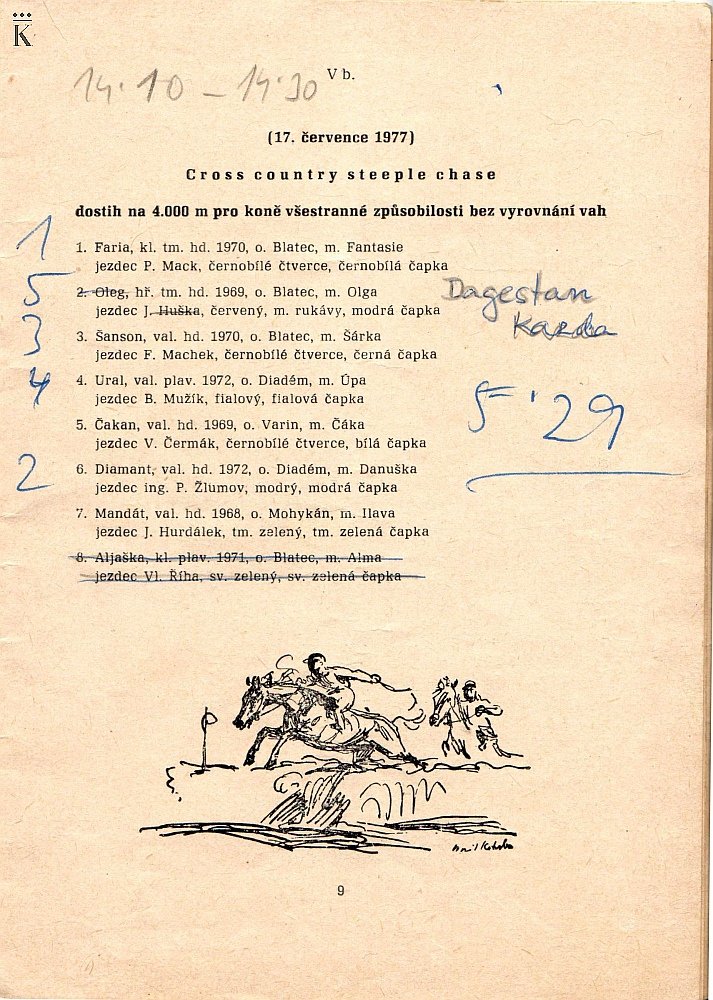 K
V b.
14.10 - 14.30
(17. července 1977)
Cross country steeple chase
dostih na 4.000 m pro koně všestranné způsobilosti bez vyrovnání vah
1
1. Faria, kl. tm. hd. 1970, o. Blatec, m. Fantasie
jezdec P. Mack, černobílé čtverce, černobílá čapka
5
2. Oleg, hř. tm. hd. 1969, o. Blatec, m. Olga
Dagestan
jezdec J. Huška, červený, m. rukávy, modrá čapka
Kazda
3
3. Šanson, val. hd. 1970, o. Blatec, m. Šárka
jezdec F. Machek, černobílé čtverce, černá čapka
4
4. Ural, val. plav. 1972, o. Diadém, m. Úpa
jezdec B. Mužík, fialový, fialová čapka
5'29
5. Čakan, val. hd. 1969, o. Varin, m. Čáka
jezdec V. Čermák, černobílé čtverce, bílá čapka
2
6. Diamant, val. hd. 1972, o. Diadém, m. Danuška
jezdec ing. P. Žlumov, modrý, modrá čapka
7. Mandát, val. hd. 1968, o. Mohykán, m. Ilava
jezdec J. Hurdálek, tm. zelený, tm. zelená čapka
8. Aljaška, kl. plav. 1971, o. Blatec, m. Alma
jezdec Vl. Říha, sv. zelený, sv. zelená čapka
9